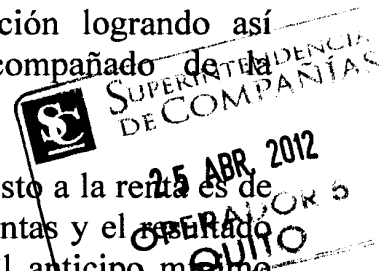 ción logrando así
compañado de la
SC
SUPERINTENDENCIA
DE COMPAÑÍAS
25 ABR. 2012
sto a la renta es de
OPERADOR 5
ntas y el resultado
QUITO
l anticipo mínimo